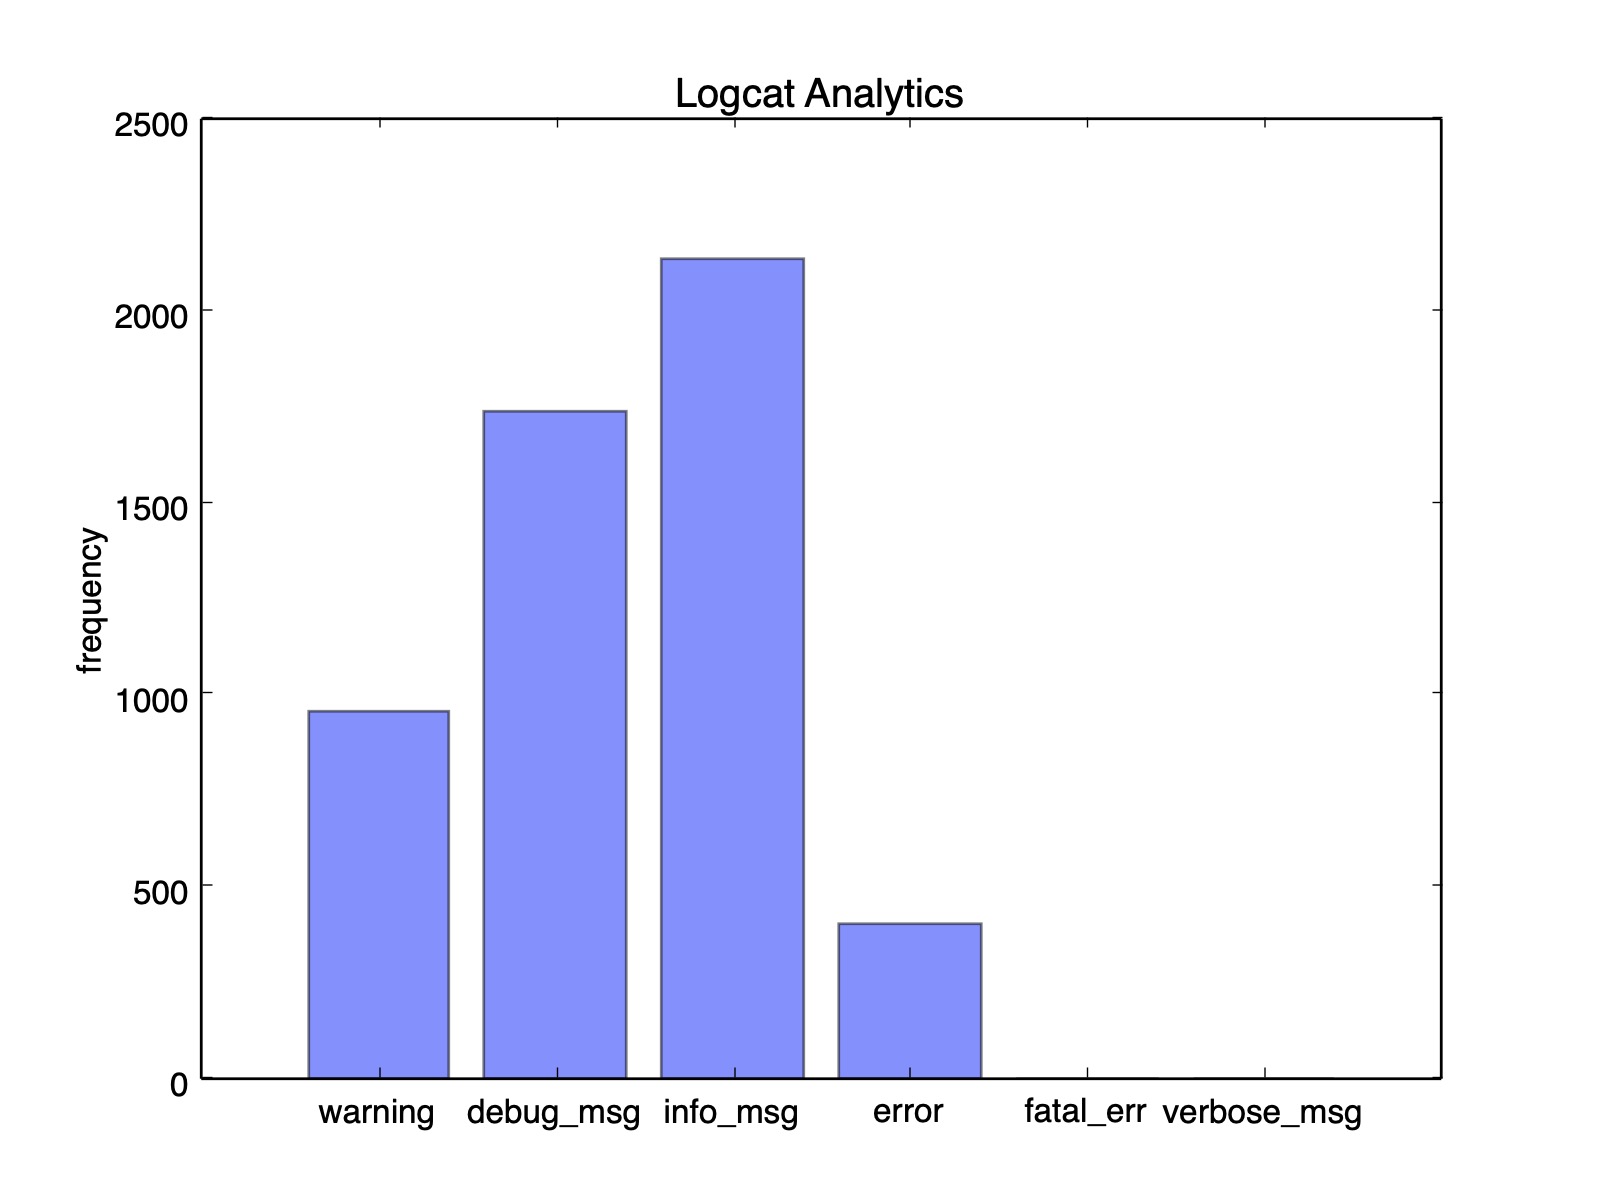 Logcat Analytics
2500
2000
1500
1000
500
0
frequency
warning debug_msg info_msg error fatal_err verbose_msg